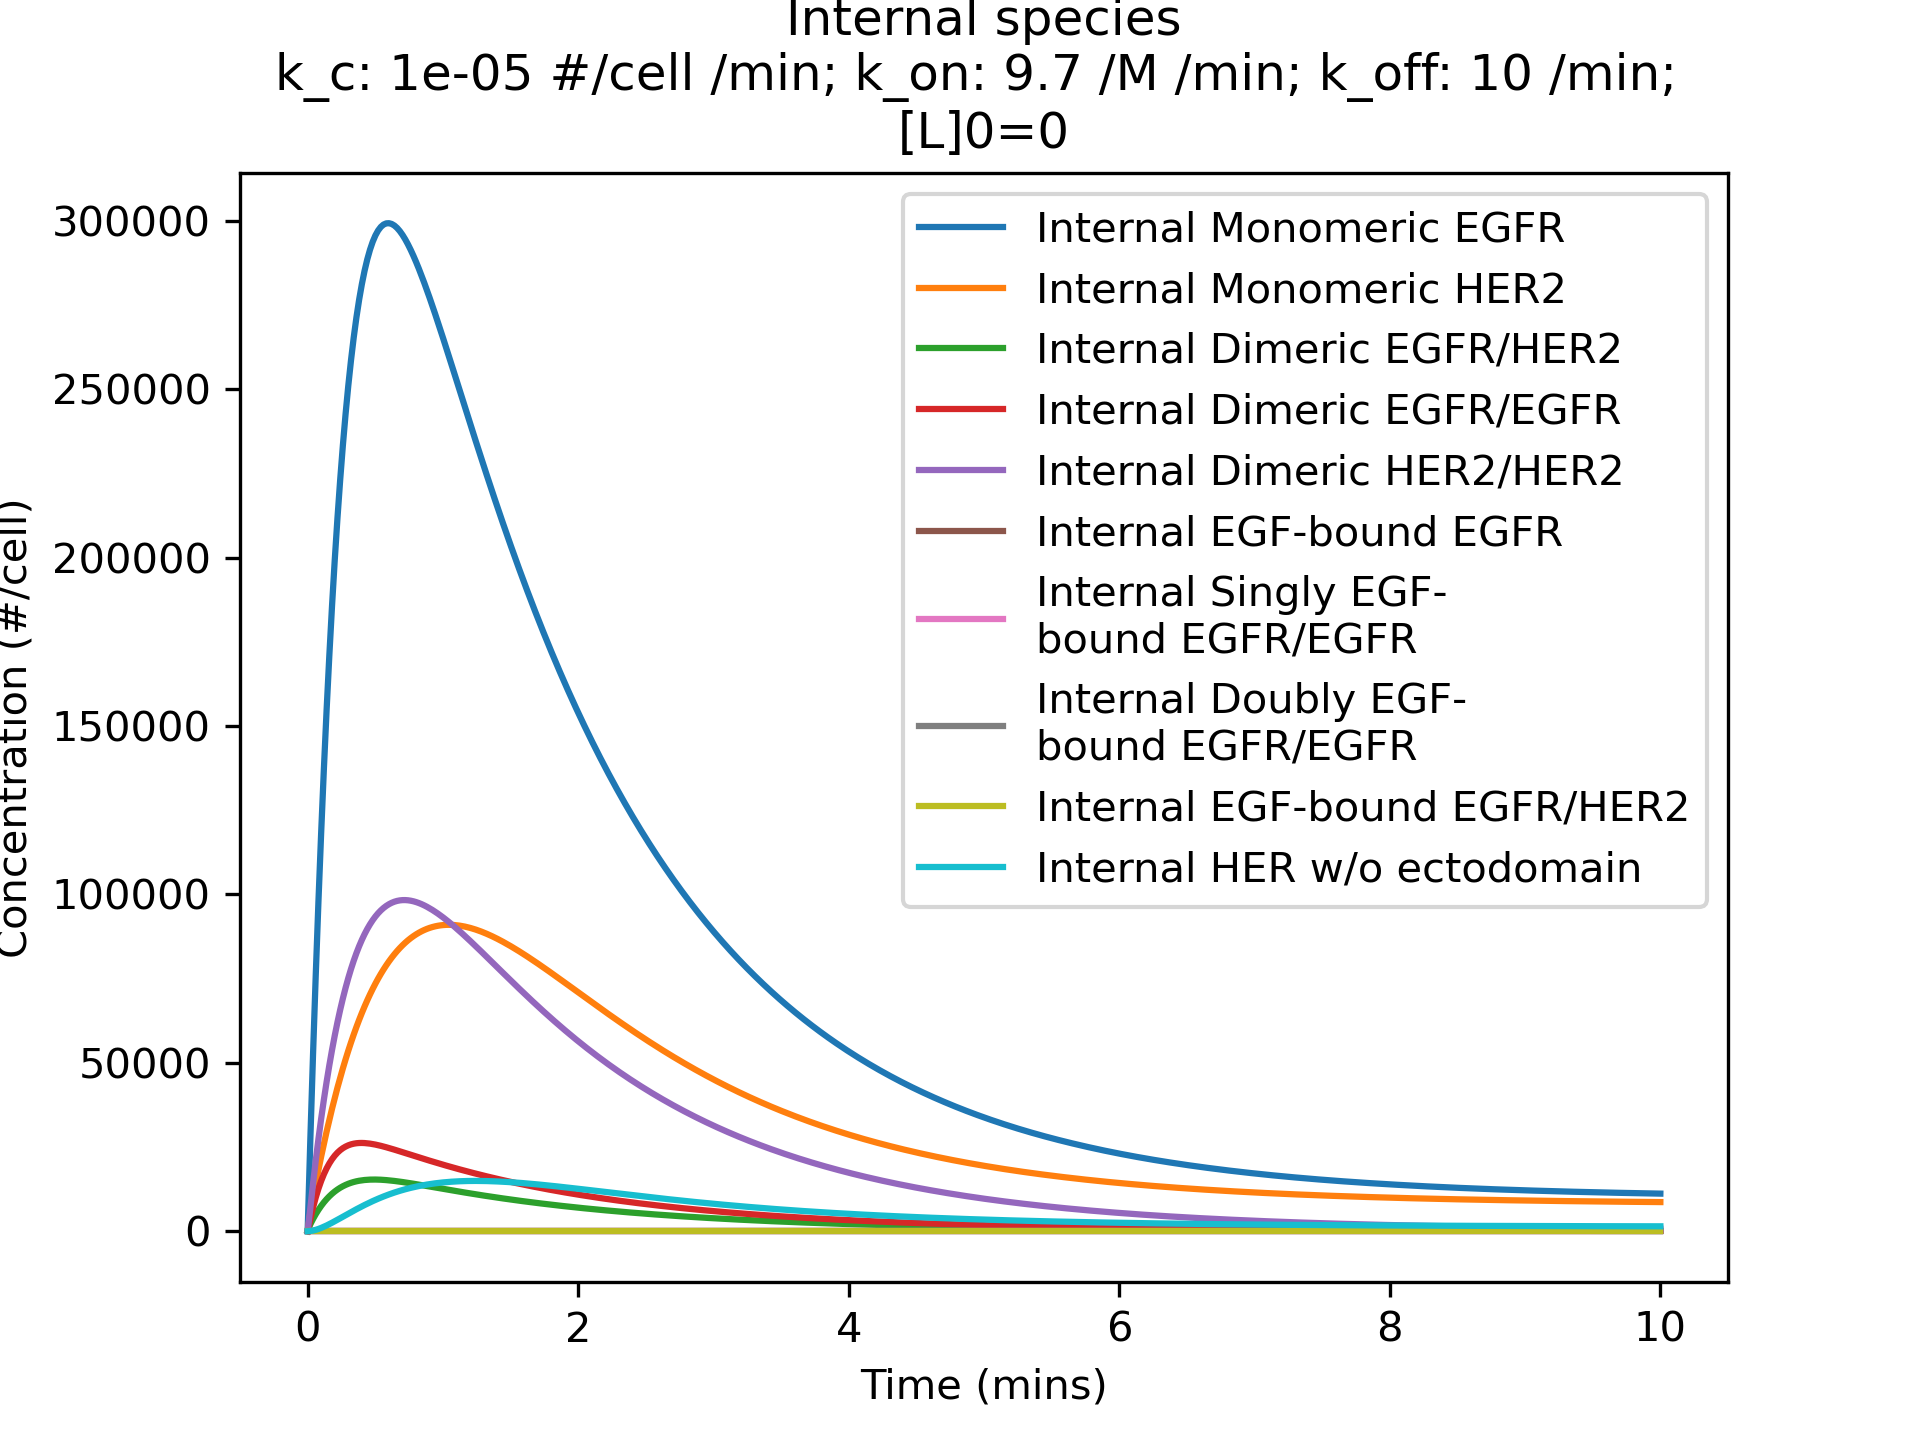 Internal species
k_c: 1e-05 #/cell /min; k_on: 9.7 /M /min; k_off: 10 /min;
[L]0=0
300000
250000
200000
150000
100000
50000
0
Concentration (#/cell)
Internal Monomeric EGFR
Internal Monomeric HER2
Internal Dimeric EGFR/HER2
Internal Dimeric EGFR/EGFR
Internal Dimeric HER2/HER2
Internal EGF-bound EGFR
Internal Singly EGF-
bound EGFR/EGFR
Internal Doubly EGF-
bound EGFR/EGFR
Internal EGF-bound EGFR/HER2
Internal HER w/o ectodomain
0 2 4 6 8 10
Time (mins)